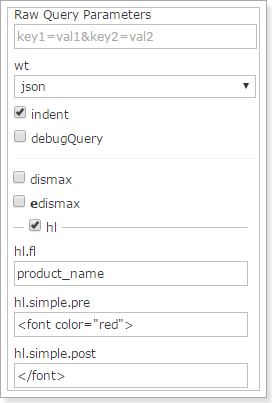 Raw Query Parameters
key1=val1&key2=val2
wt
json
indent
debugQuery
dismax
edismax
hl
hl.fl
product_name
hl.simple.pre
<font color="red">
hl.simple.post
</font>